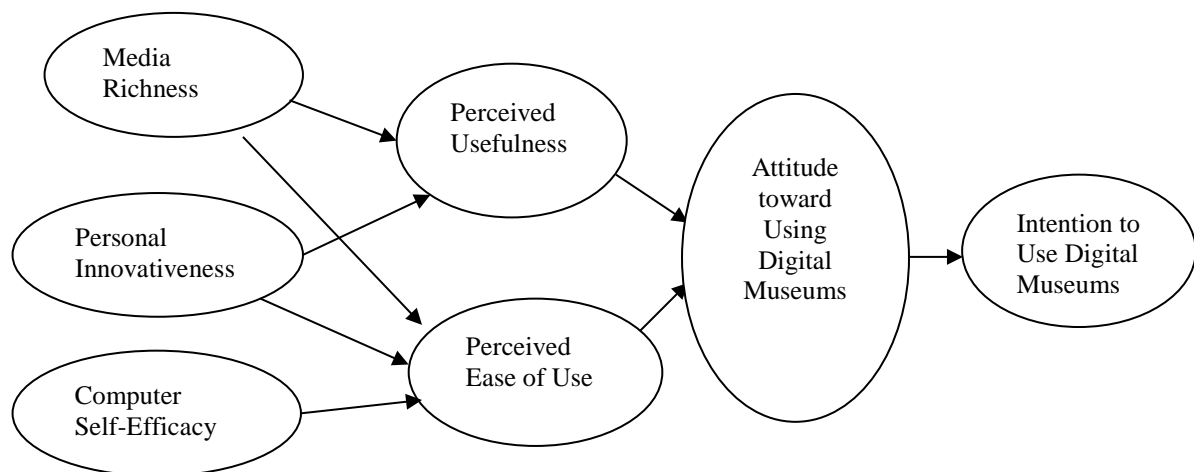 Media
Richness
Perceived
Usefulness
Attitude
toward
Using
Digital
Museums
Intention to
Use Digital
Museums
Personal
Innovativeness
Perceived
Ease of Use
Computer
Self-Efficacy